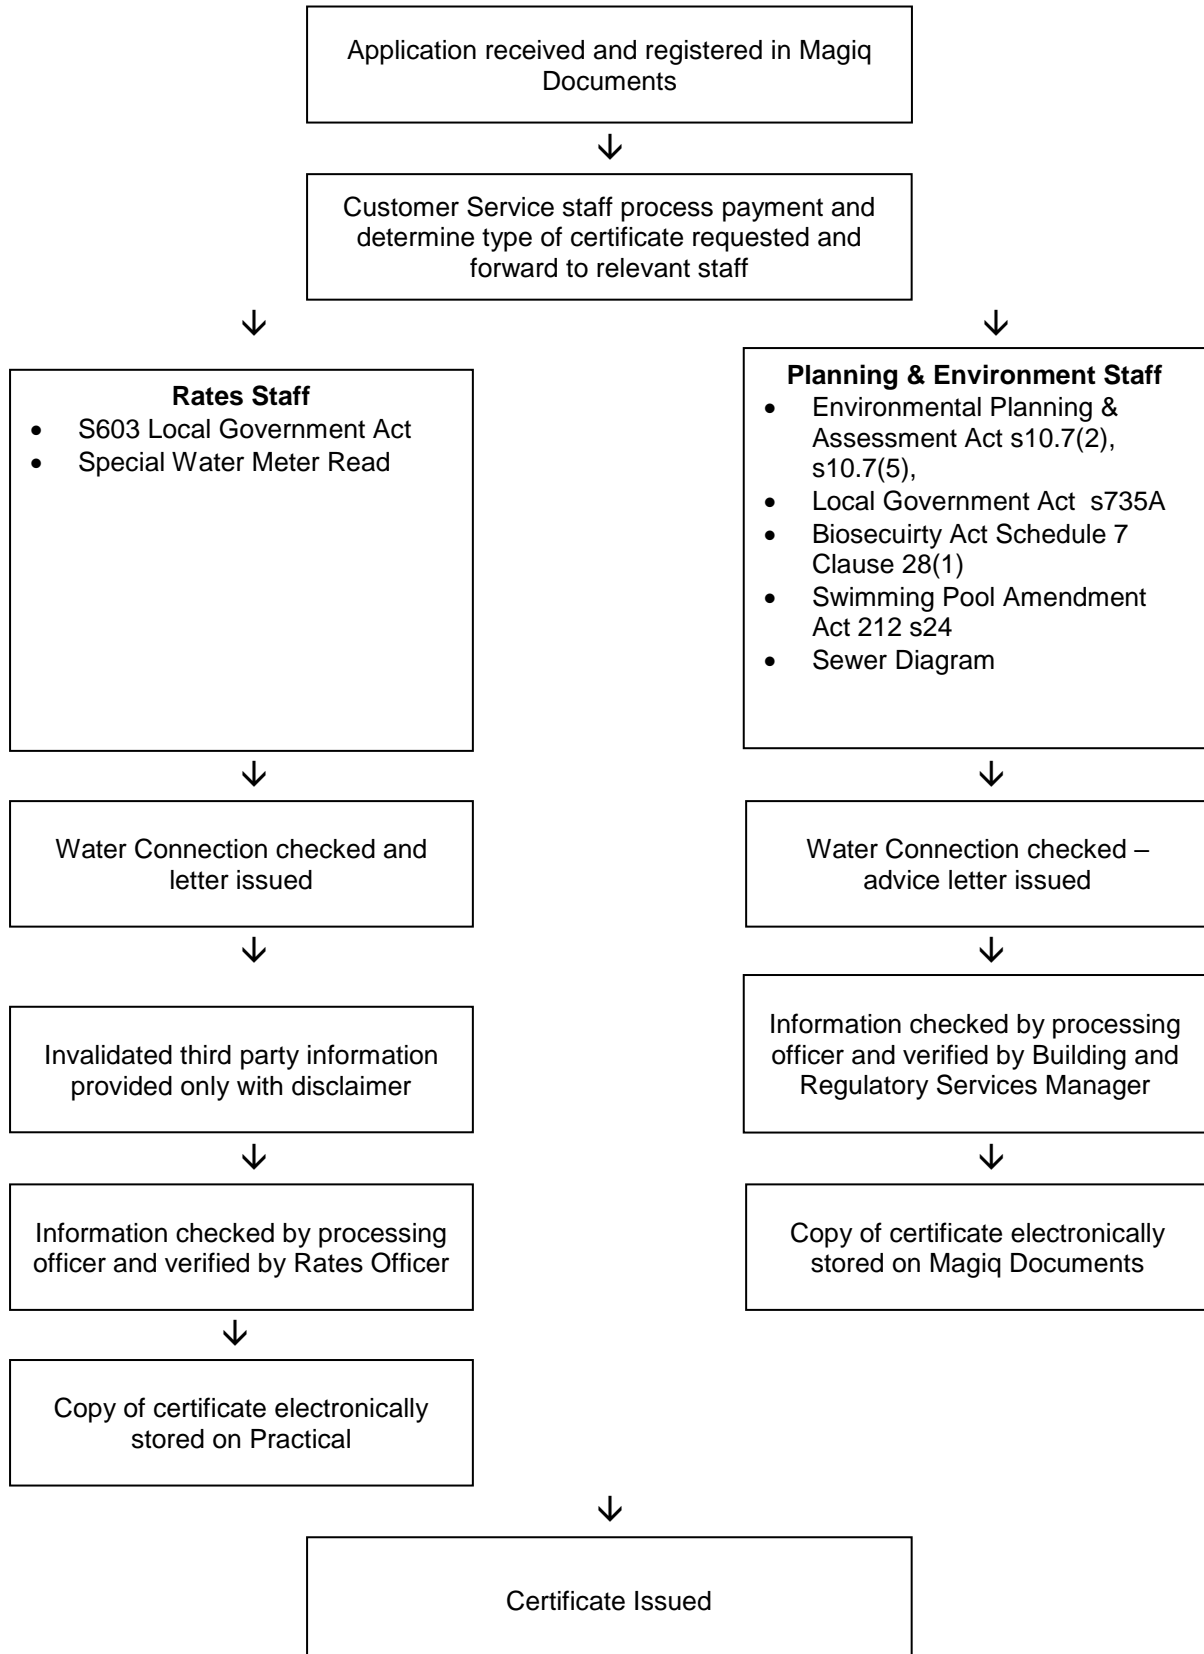 Application received and registered in Magiq
Documents
Customer Service staff process payment and
determine type of certificate requested and
forward to relevant staff
Rates Staff
• S603 Local Government Act
• Special Water Meter Read
Planning & Environment Staff
• Environmental Planning &
Assessment Act s10.7(2),
s10.7(5),
• Local Government Act  s735A
• Biosecuirty Act Schedule 7
Clause 28(1)
• Swimming Pool Amendment
Act 212 s24
• Sewer Diagram
Water Connection checked and
letter issued
Water Connection checked –
advice letter issued
Invalidated third party information
provided only with disclaimer
Information checked by processing
officer and verified by Building and
Regulatory Services Manager
Information checked by processing
officer and verified by Rates Officer
Copy of certificate electronically
stored on Magiq Documents
Copy of certificate electronically
stored on Practical
Certificate Issued